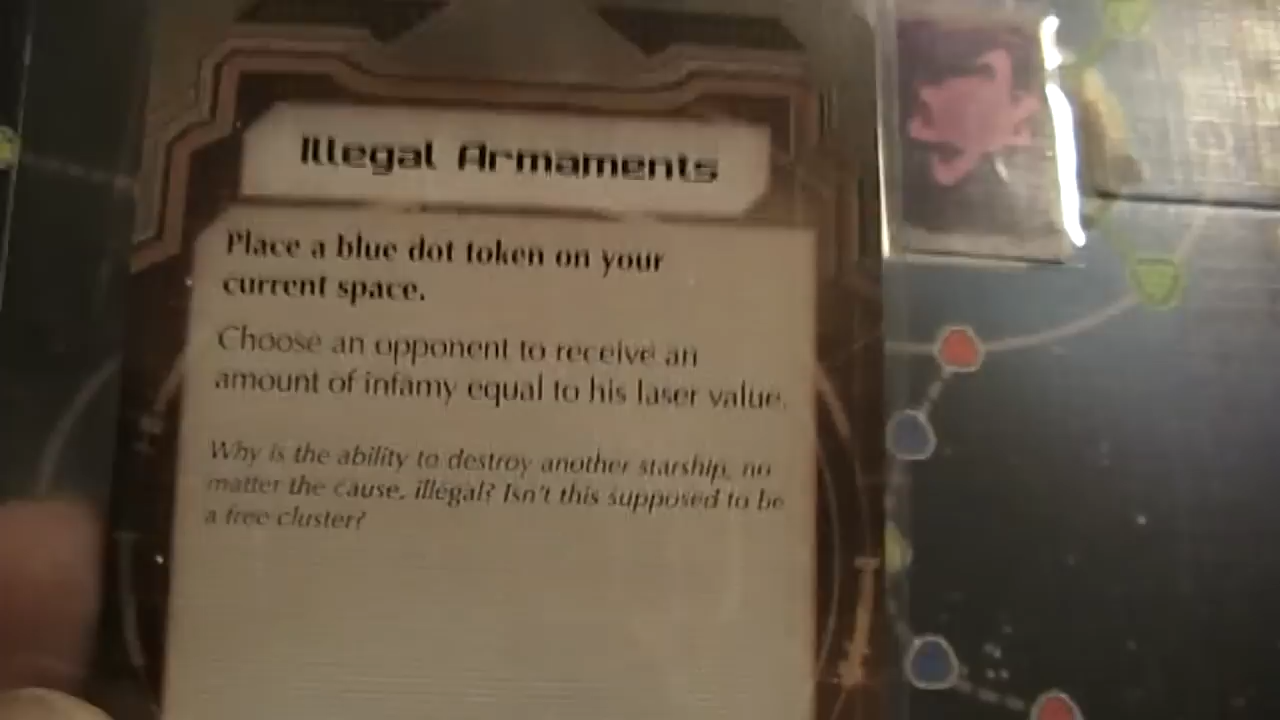 Illegal Armaments
Place a blue dot token on your
current space.
Choose an opponent to receive an
amount of infamy equal to his laser value.
Why is the ability to destroy another starship, no
matter the cause, illegal? Isn't this supposed to be
a free cluster?